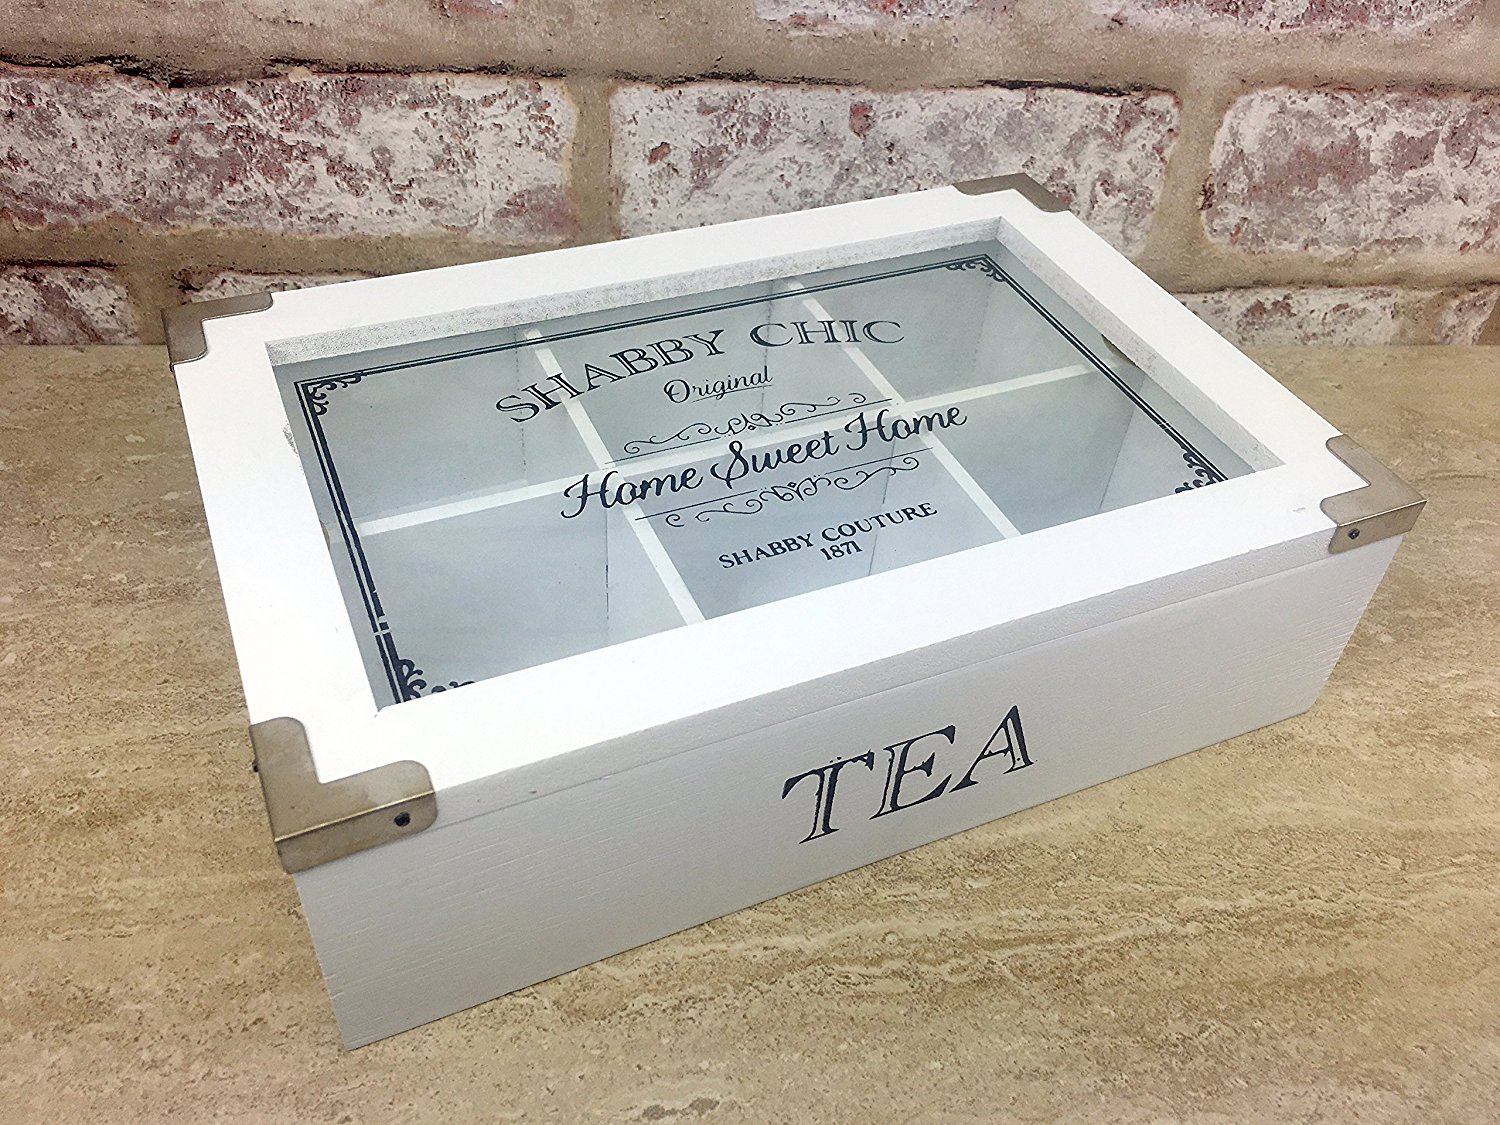 SHABBY CHIC
Original
Home Sweet Home
SHABBY COUTURE
1871
TEA